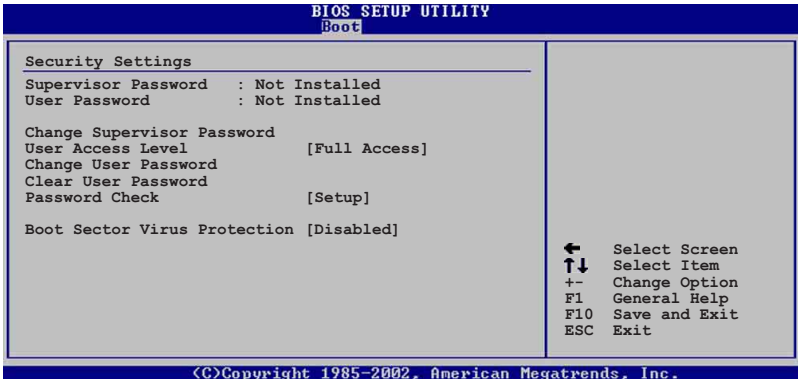 BIOS SETUP UTILITY
Boot
Security Settings
Supervisor Password : Not Installed
User Password : Not Installed
Change Supervisor Password
User Access Level [Full Access]
Change User Password
Clear User Password
Password Check [Setup]
Boot Sector Virus Protection [Disabled]
← Select Screen
↑↓ Select Item
+- Change Option
F1 General Help
F10 Save and Exit
ESC Exit
(C)Copyright 1985-2002, American Megatrends, Inc.